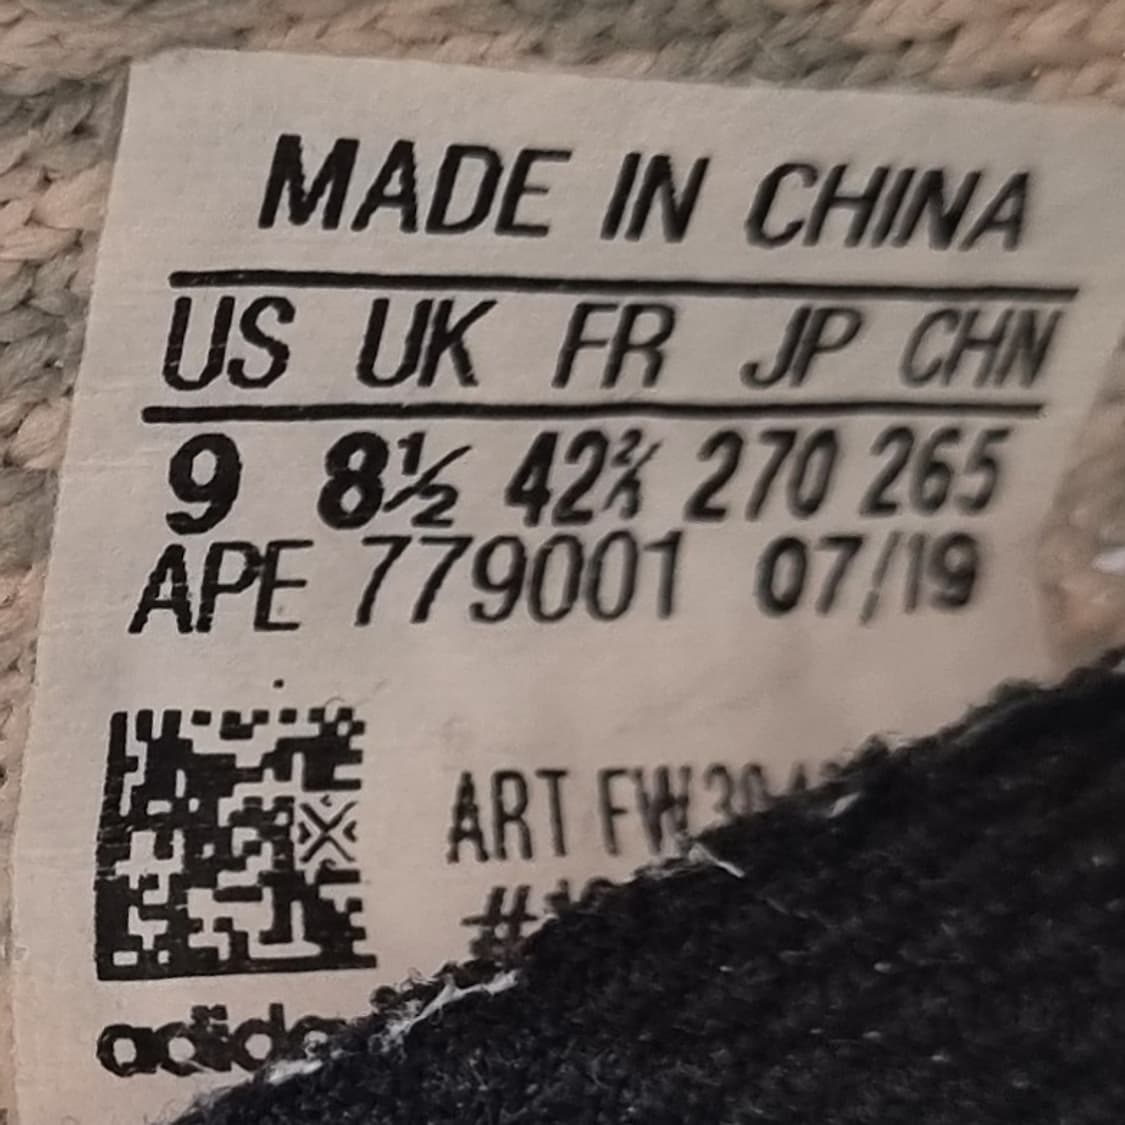 MADE IN CHINA
US UK FR JP CHN
9 8½ 42⅔ 270 265
APE 779001 07/19
ART